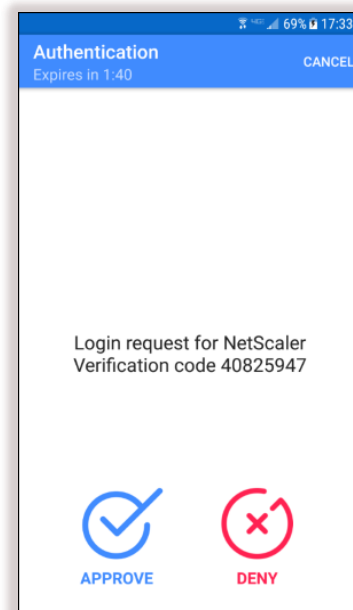 69% 17:33
Authentication
Expires in 1:40
CANCEL
Login request for NetScaler
Verification code 40825947
APPROVE
DENY